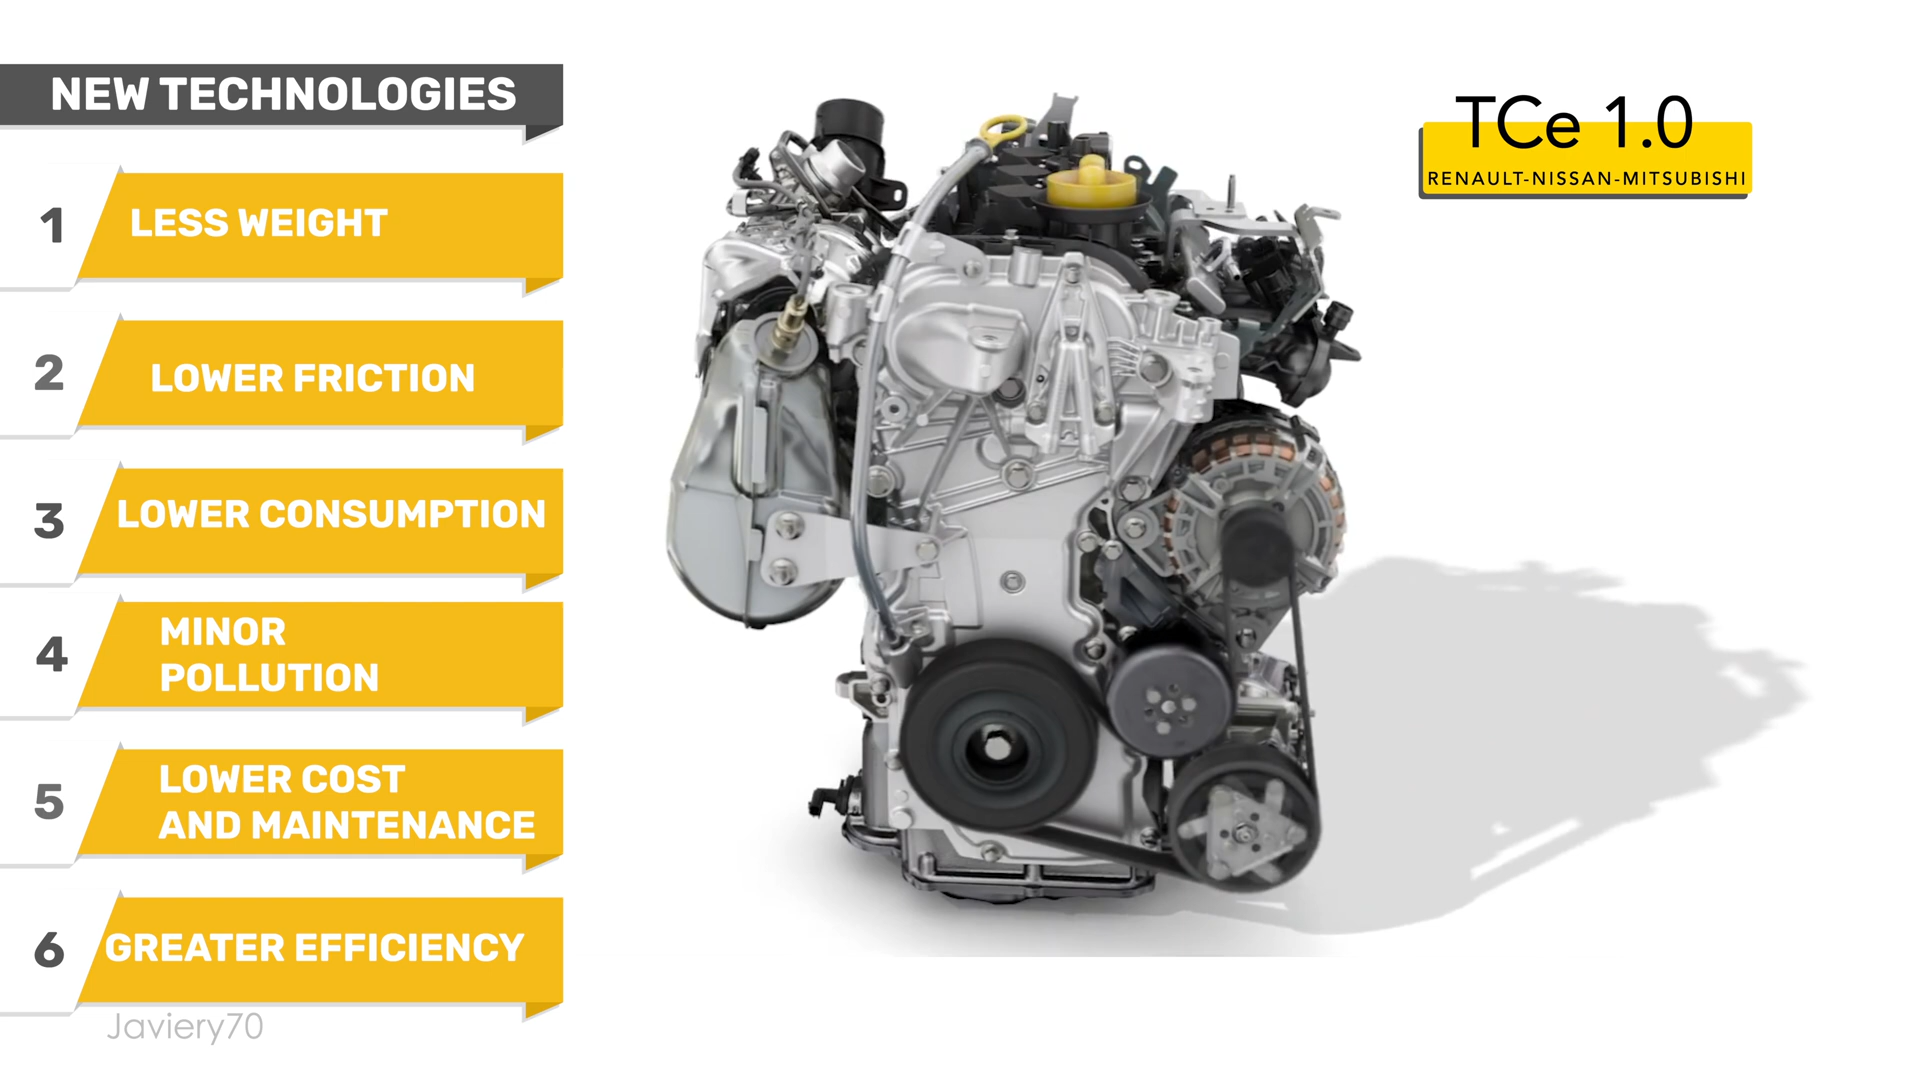 NEW TECHNOLOGIES
1
LESS WEIGHT
2
LOWER FRICTION
3
LOWER CONSUMPTION
4
MINOR
POLLUTION
5
LOWER COST
AND MAINTENANCE
6
GREATER EFFICIENCY
Javiery70
TCe 1.0
RENAULT-NISSAN-MITSUBISHI